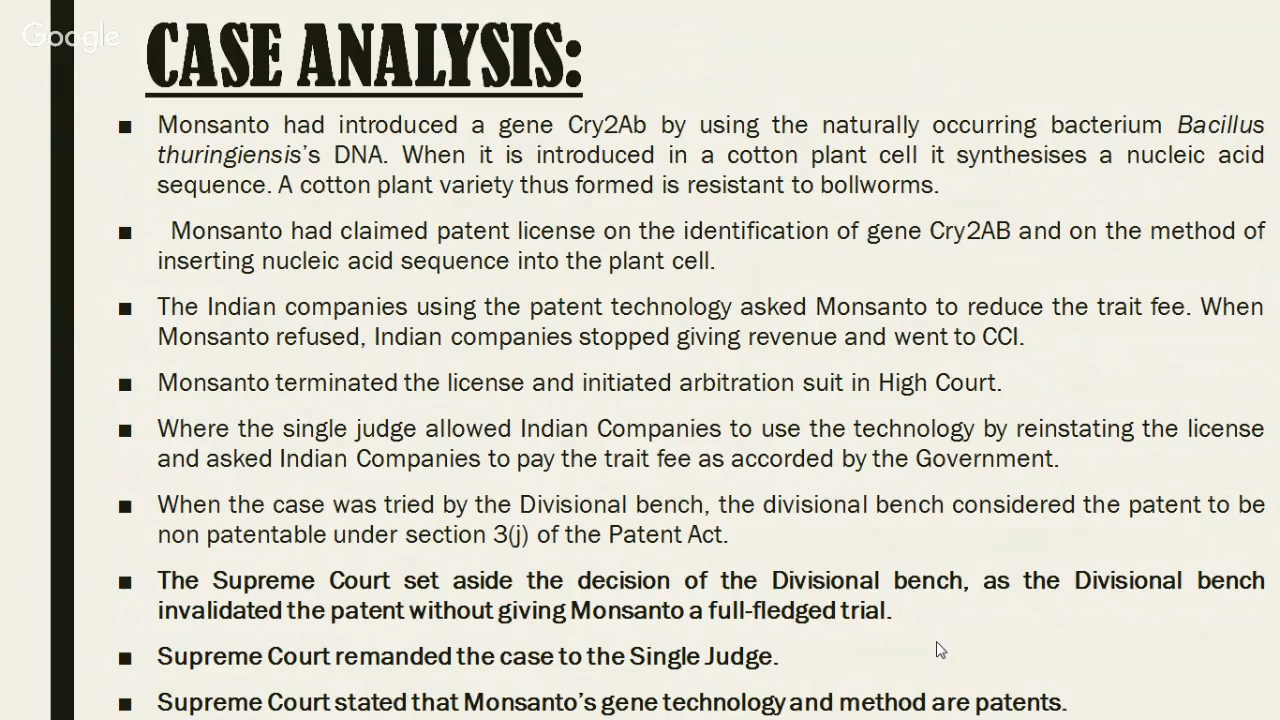 Google
CASE ANALYSIS:
▪ Monsanto had introduced a gene Cry2Ab by using the naturally occurring bacterium Bacillus
thuringiensis's DNA. When it is introduced in a cotton plant cell it synthesises a nucleic acid
sequence. A cotton plant variety thus formed is resistant to bollworms.
▪ Monsanto had claimed patent license on the identification of gene Cry2AB and on the method of
inserting nucleic acid sequence into the plant cell.
▪ The Indian companies using the patent technology asked Monsanto to reduce the trait fee. When
Monsanto refused, Indian companies stopped giving revenue and went to CCI.
▪ Monsanto terminated the license and initiated arbitration suit in High Court.
▪ Where the single judge allowed Indian Companies to use the technology by reinstating the license
and asked Indian Companies to pay the trait fee as accorded by the Government.
▪ When the case was tried by the Divisional bench, the divisional bench considered the patent to be
non patentable under section 3(j) of the Patent Act.
▪ The Supreme Court set aside the decision of the Divisional bench, as the Divisional bench
invalidated the patent without giving Monsanto a full-fledged trial.
▪ Supreme Court remanded the case to the Single Judge.
▪ Supreme Court stated that Monsanto's gene technology and method are patents.